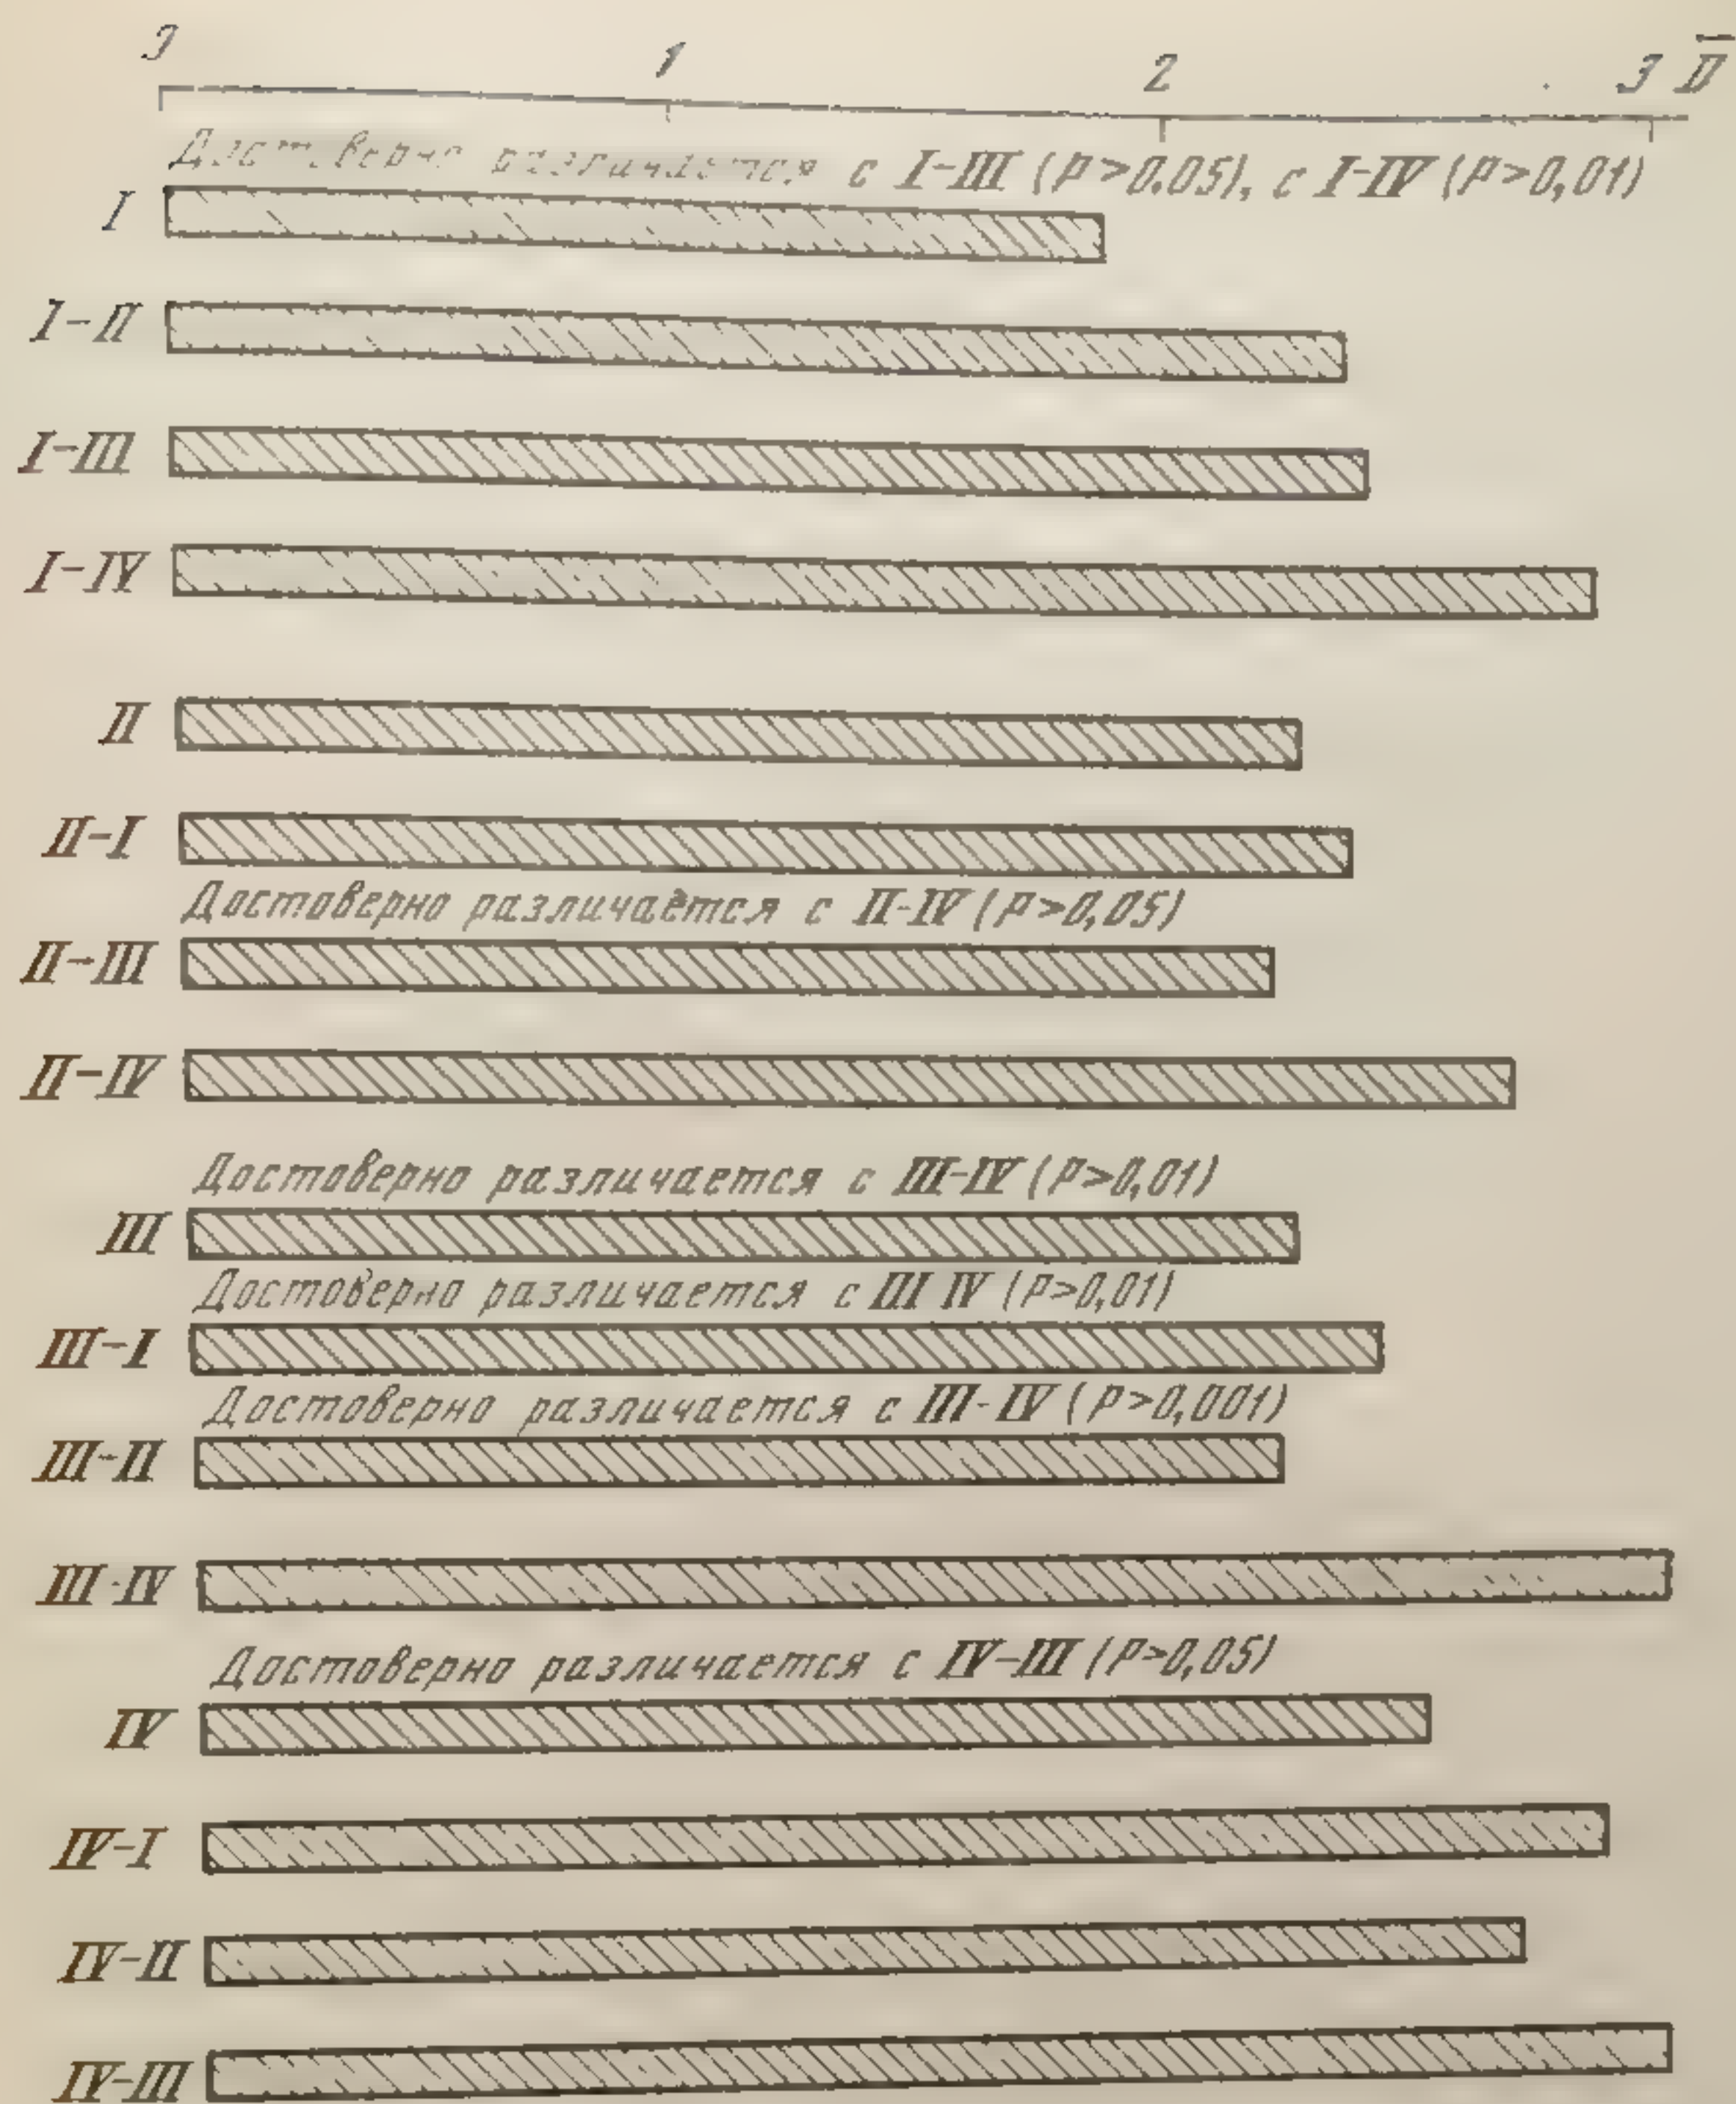 0 1 2 3 D̅
Достоверно различается с I-III (P>0.05), с I-IV (P>0,01)
I
I-II
I-III
I-IV
II
II-I
Достоверно различается с II-IV (P>0,05)
II-III
II-IV
Достоверно различается с III-IV (P>0,01)
III
Достоверно различается с III IV (P>0,01)
III-I
Достоверно различается с III-IV (P>0,001)
III-II
III-IV
Достоверно различается с IV-III (P>0,05)
IV
IV-I
IV-II
IV-III